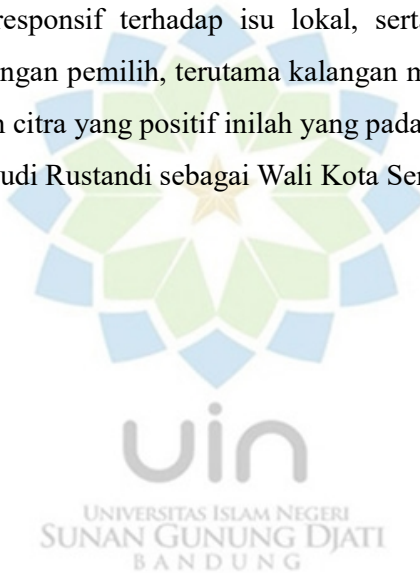 responsif terhadap isu lokal, serta
ngan pemilih, terutama kalangan m
citra yang positif inilah yang pada
udi Rustandi sebagai Wali Kota Ser
uin
UNIVERSITAS ISLAM NEGERI
SUNAN GUNUNG DJATI
BANDUNG